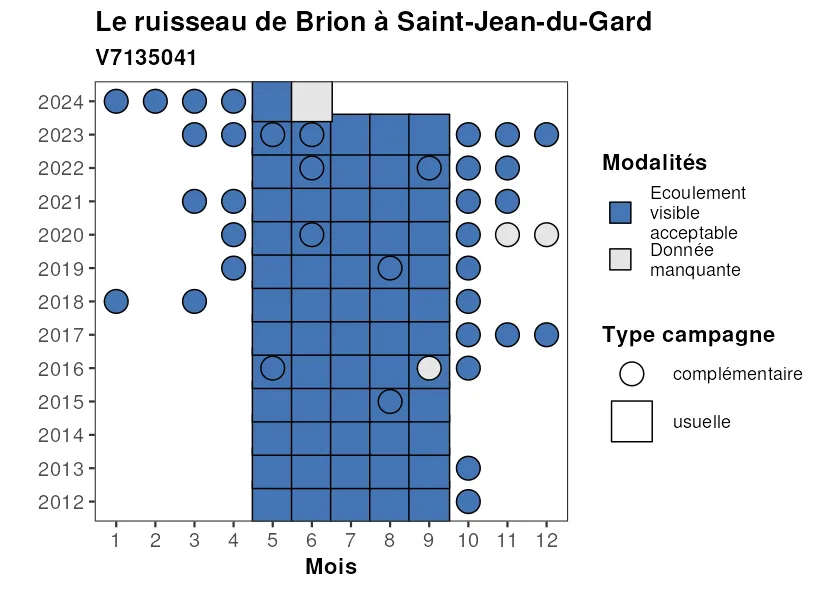 Le ruisseau de Brion à Saint-Jean-du-Gard
V7135041
2024
2023
2022
2021
2020
2019
2018
2017
2016
2015
2014
2013
2012
1 2 3 4 5 6 7 8 9 10 11 12
Mois
Modalités
Ecoulement
visible
acceptable
Donnée
manquante
Type campagne
complémentaire
usuelle